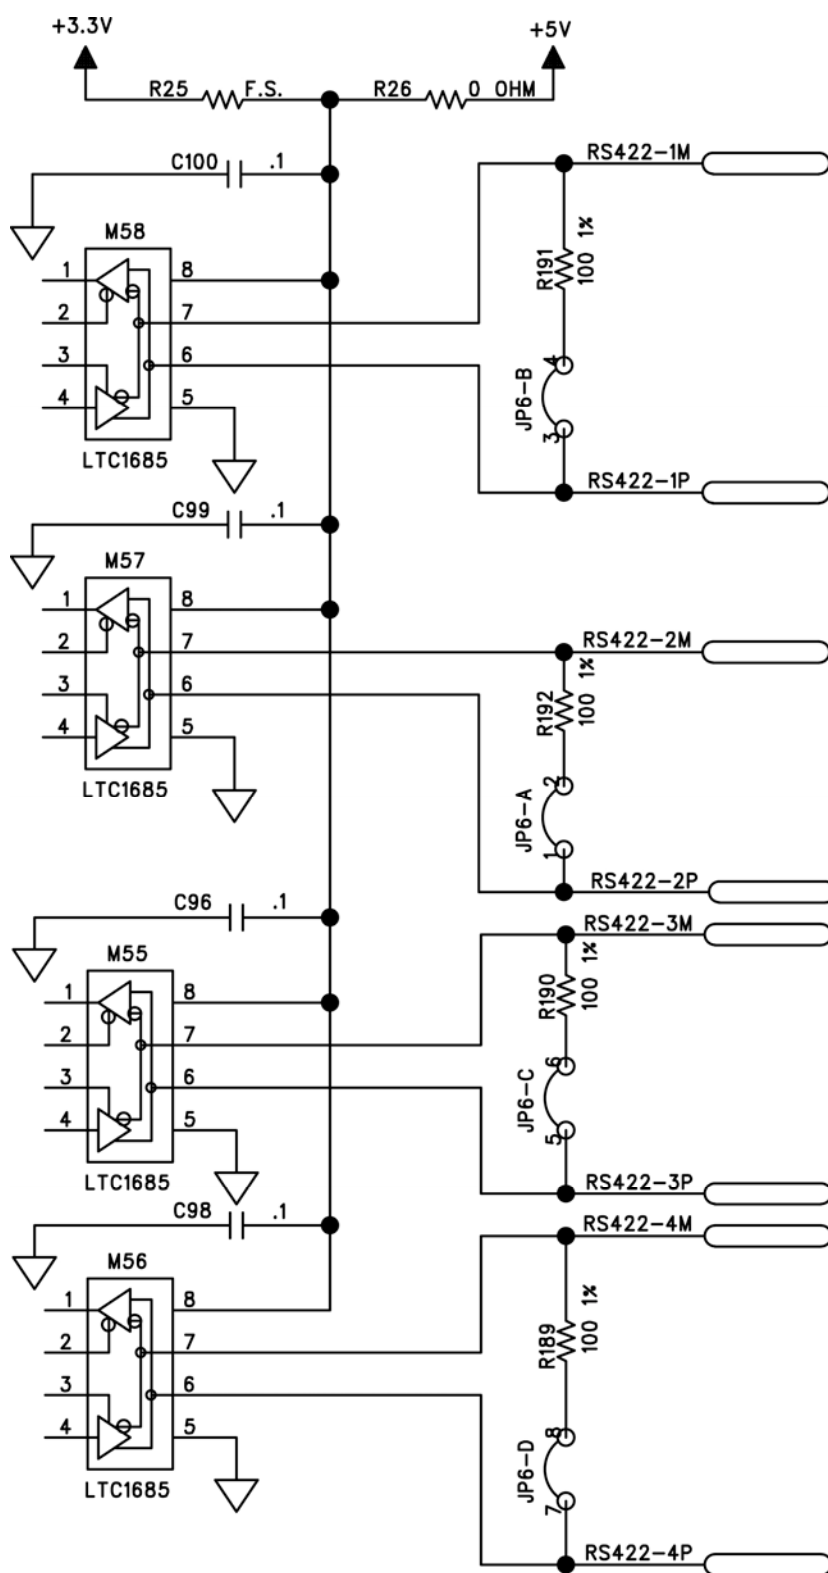 +3.3V
+5V
R25 F.S.
R26 0 OHM
C100 .1
RS422-1M
M58
R191
100 1%
1 8
2 7
3 6
4 5
4
JP6-B
3
LTC1685
RS422-1P
C99 .1
M57
1 8
2 7
3 6
4 5
LTC1685
RS422-2M
R192
100 1%
2
JP6-A
1
RS422-2P
C96 .1
RS422-3M
M55
R190
100 1%
1 8
2 7
3 6
4 5
6
JP6-C
5
LTC1685
RS422-3P
C98 .1
RS422-4M
M56
R189
100 1%
1 8
2 7
3 6
4 5
8
JP6-D
7
LTC1685
RS422-4P